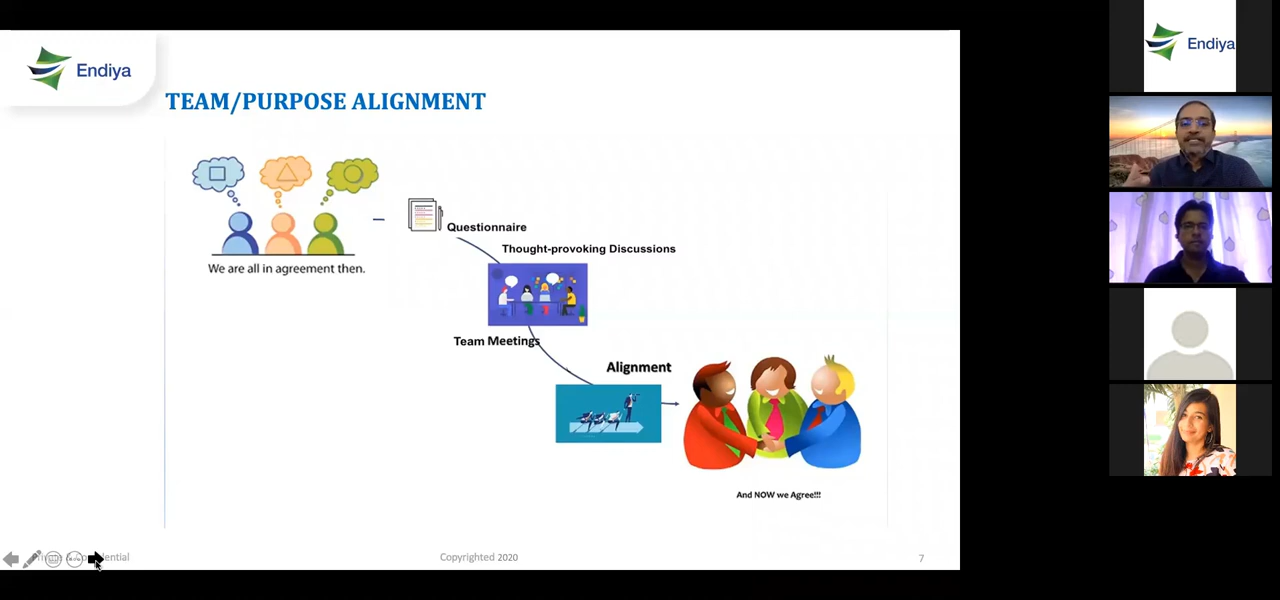 Endiya
TEAM/PURPOSE ALIGNMENT
We are all in agreement then.
Questionnaire
Thought-provoking Discussions
Team Meetings
Alignment
And NOW we Agree!!!
Copyrighted 2020
7
Endiya